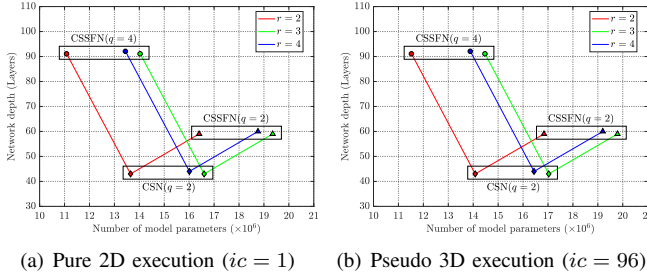 110
100
90
80
70
60
50
40
30
Network depth (Layers)
CSSFN(q = 4)
r = 2
r = 3
r = 4
CSSFN(q = 2)
CSN(q = 2)
10 11 12 13 14 15 16 17 18 19 20 21
Number of model parameters (×10⁶)
(a) Pure 2D execution (ic = 1)
110
100
90
80
70
60
50
40
30
Network depth (Layers)
CSSFN(q = 4)
r = 2
r = 3
r = 4
CSSFN(q = 2)
CSN(q = 2)
10 11 12 13 14 15 16 17 18 19 20 21
Number of model parameters (×10⁶)
(b) Pseudo 3D execution (ic = 96)